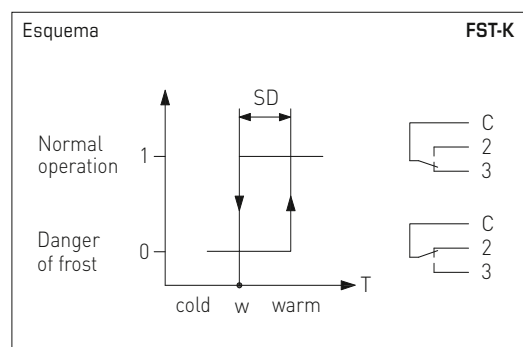 Esquema FST-K
SD
Normal
operation
1
Danger
of frost
0
T
cold w warm
C
2
3
C
2
3